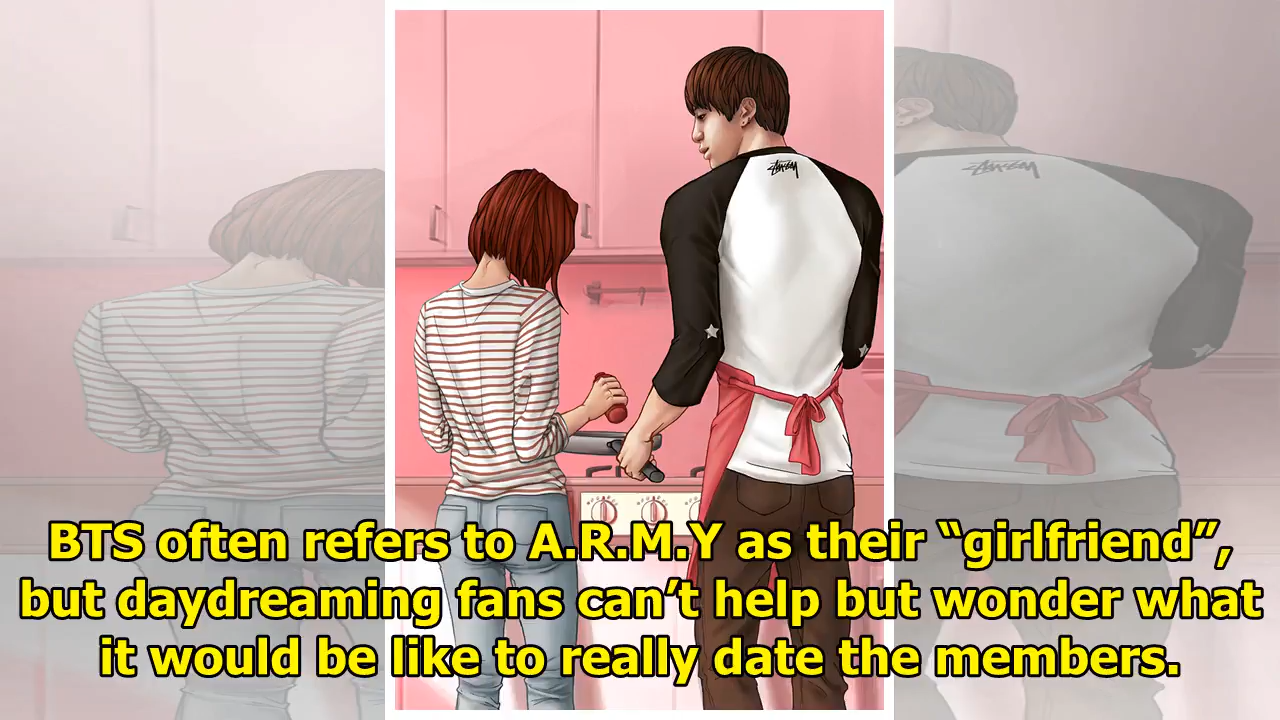 Stüssy
BTS often refers to A.R.M.Y as their “girlfriend”,
but daydreaming fans can’t help but wonder what
it would be like to really date the members.